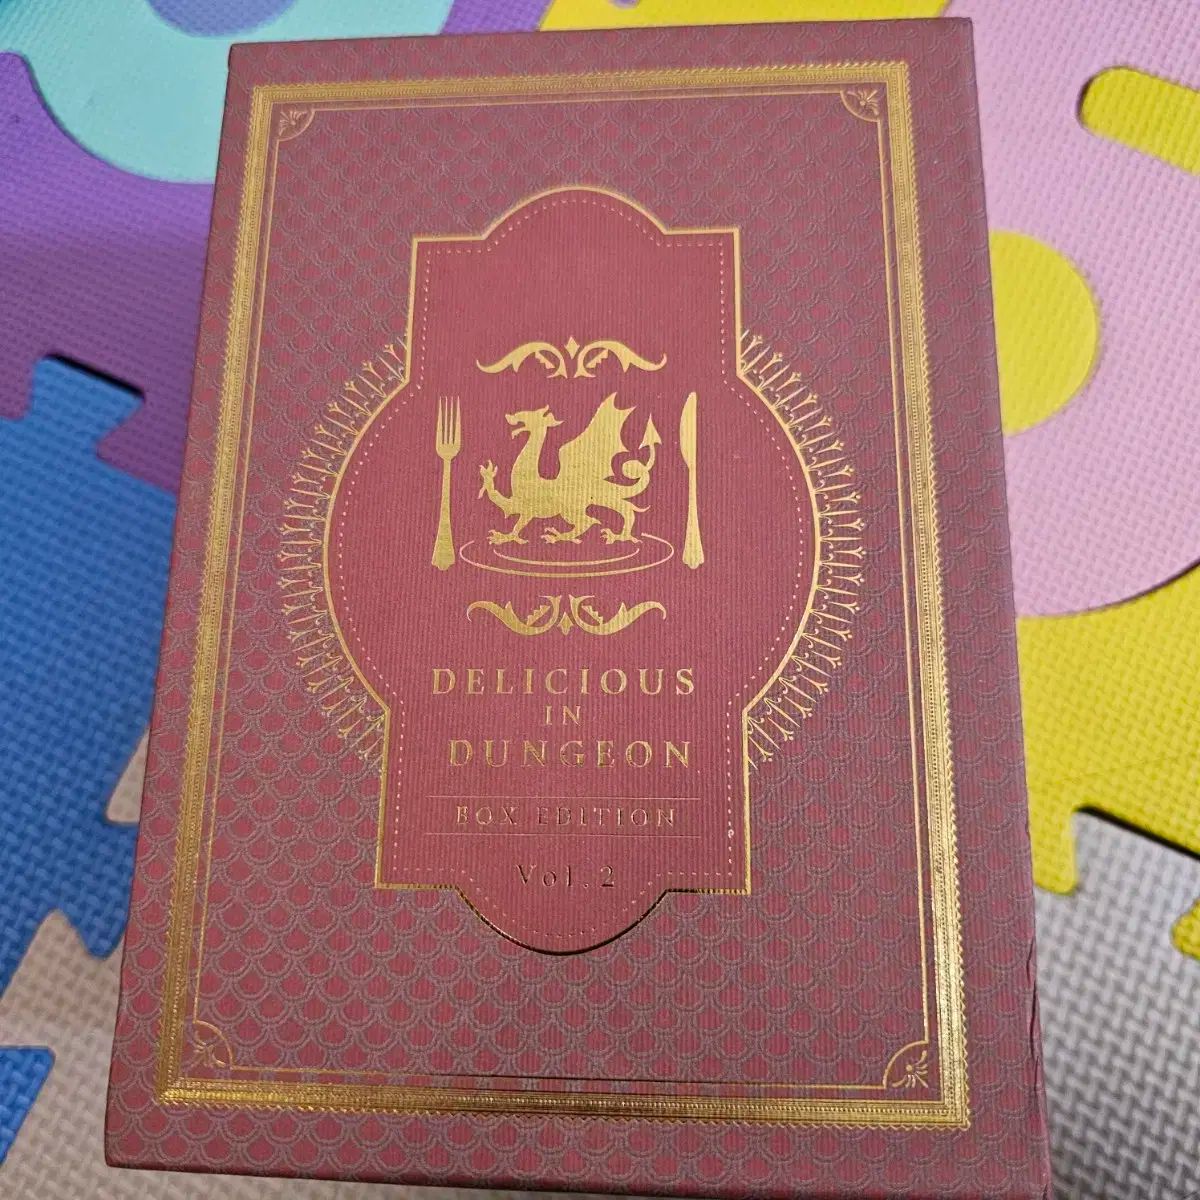 DELICIOUS
IN
DUNGEON
BOX EDITION
Vol. 2